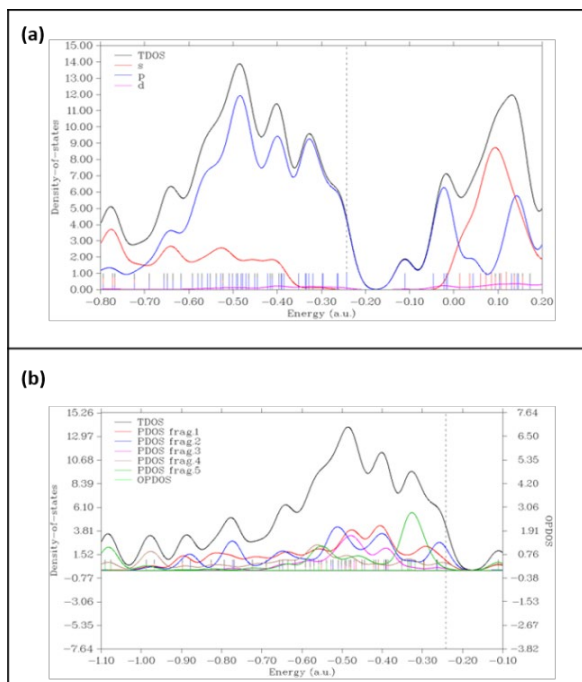 (a)
15.00
14.00
13.00
12.00
11.00
10.00
9.00
8.00
7.00
6.00
5.00
4.00
3.00
2.00
1.00
0.00
Density-of-states
TDOS
s
p
d
-0.80 -0.70 -0.60 -0.50 -0.40 -0.30 -0.20 -0.10 0.00 0.10 0.20
Energy (a.u.)
(b)
15.26
12.97
10.68
8.39
6.10
3.81
1.52
-0.77
-3.06
-5.35
-7.64
Density-of-states
TDOS
PDOS frag.1
PDOS frag.2
PDOS frag.3
PDOS frag.4
PDOS frag.5
OPDOS
7.64
6.50
5.35
4.20
3.06
1.91
0.76
-0.38
-1.53
-2.67
-3.82
OPDOS
-1.10 -1.00 -0.90 -0.80 -0.70 -0.60 -0.50 -0.40 -0.30 -0.20 -0.10
Energy (a.u.)